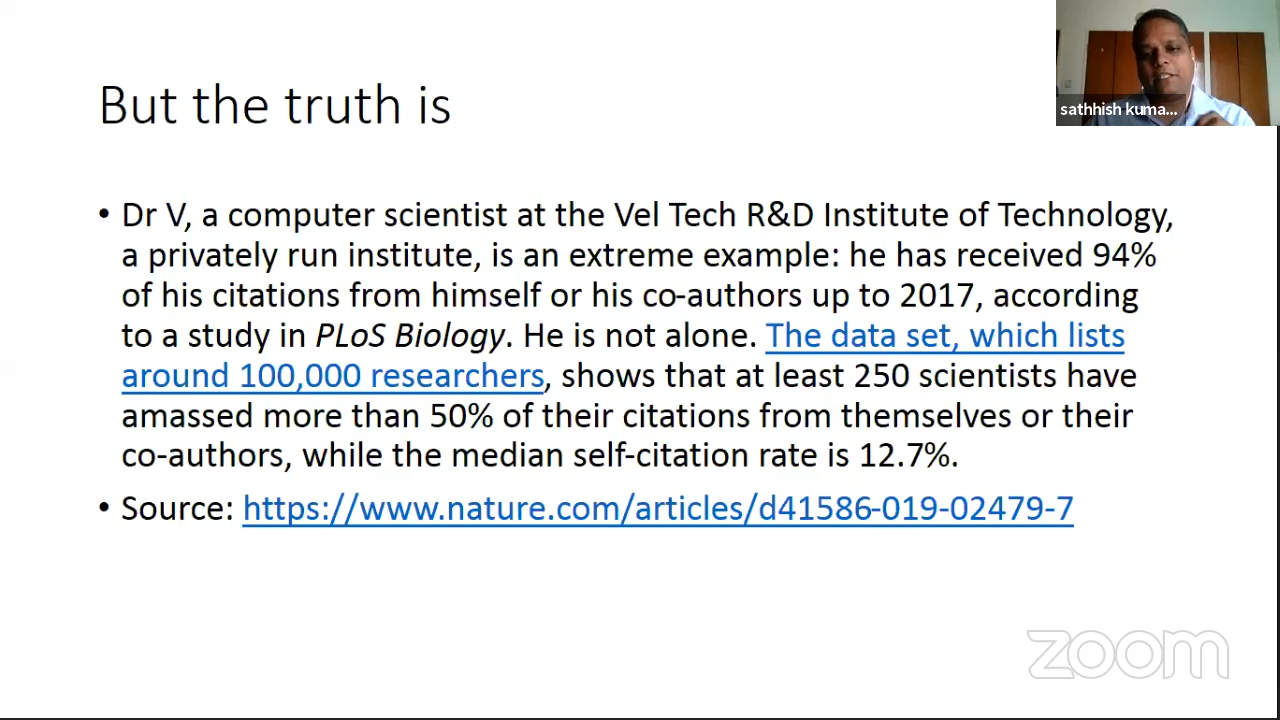 But the truth is
sathhish kuma...
• Dr V, a computer scientist at the Vel Tech R&D Institute of Technology,
a privately run institute, is an extreme example: he has received 94%
of his citations from himself or his co-authors up to 2017, according
to a study in PLoS Biology. He is not alone. The data set, which lists
around 100,000 researchers, shows that at least 250 scientists have
amassed more than 50% of their citations from themselves or their
co-authors, while the median self-citation rate is 12.7%.
• Source: https://www.nature.com/articles/d41586-019-02479-7
zoom